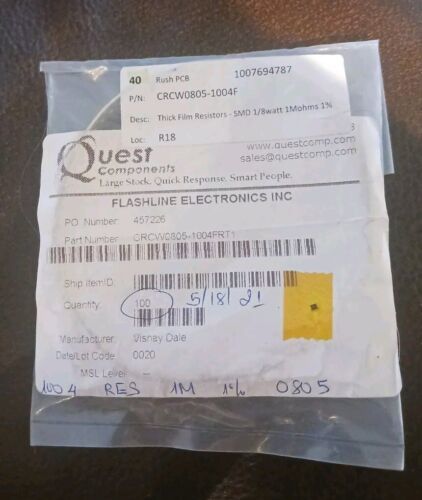 40 Rush PCB 1007694787
P/N: CRCW0805-1004F
Desc: Thick Film Resistors - SMD 1/8watt 1Mohms 1%
Loc: R18
Quest
Components
www.questcomp.com
sales@questcomp.com
Large Stock. Quick Response. Smart People.
FLASHLINE ELECTRONICS INC
PO Number: 457226
Part Number: CRCW0805-1004FRT1
Ship ItemID:
Quantity: 100 5/18/21
Manufacturer: Vishay Dale
Date/Lot Code 0020
MSL Level: --
1004 RES 1M 1% 0805